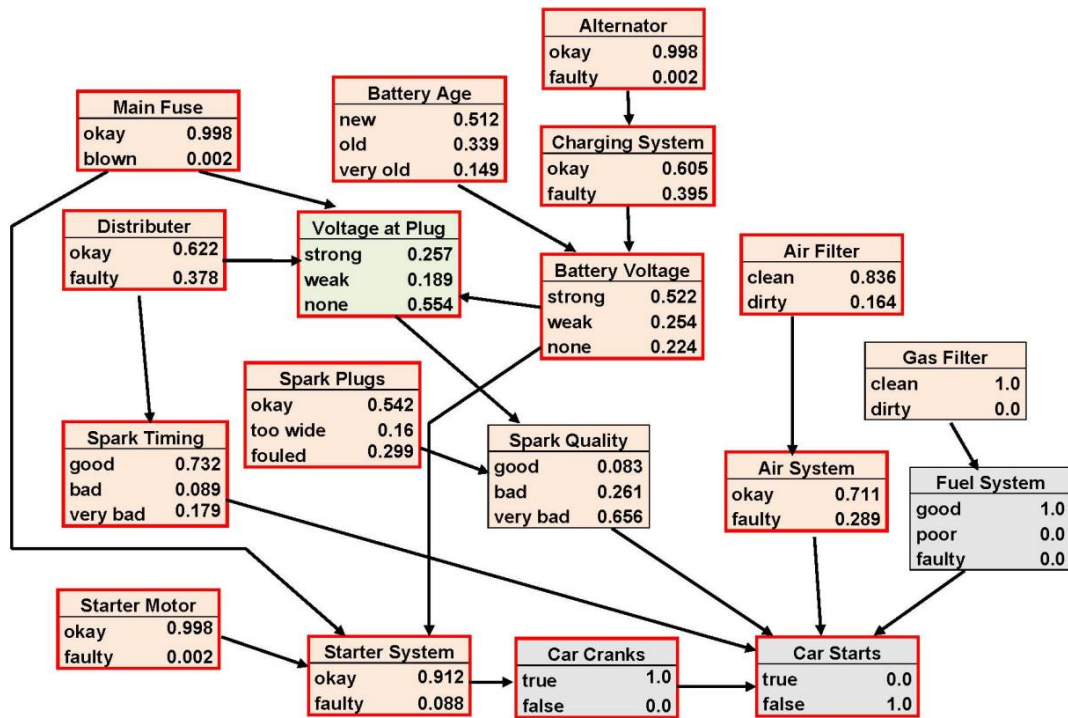 Alternator
okay 0.998
faulty 0.002
Battery Age
new 0.512
old 0.339
very old 0.149
Main Fuse
okay 0.998
blown 0.002
Charging System
okay 0.605
faulty 0.395
Distributer
okay 0.622
faulty 0.378
Voltage at Plug
strong 0.257
weak 0.189
none 0.554
Battery Voltage
strong 0.522
weak 0.254
none 0.224
Air Filter
clean 0.836
dirty 0.164
Gas Filter
clean 1.0
dirty 0.0
Spark Plugs
okay 0.542
too wide 0.16
fouled 0.299
Spark Timing
good 0.732
bad 0.089
very bad 0.179
Spark Quality
good 0.083
bad 0.261
very bad 0.656
Air System
okay 0.711
faulty 0.289
Fuel System
good 1.0
poor 0.0
faulty 0.0
Starter Motor
okay 0.998
faulty 0.002
Starter System
okay 0.912
faulty 0.088
Car Cranks
true 1.0
false 0.0
Car Starts
true 0.0
false 1.0